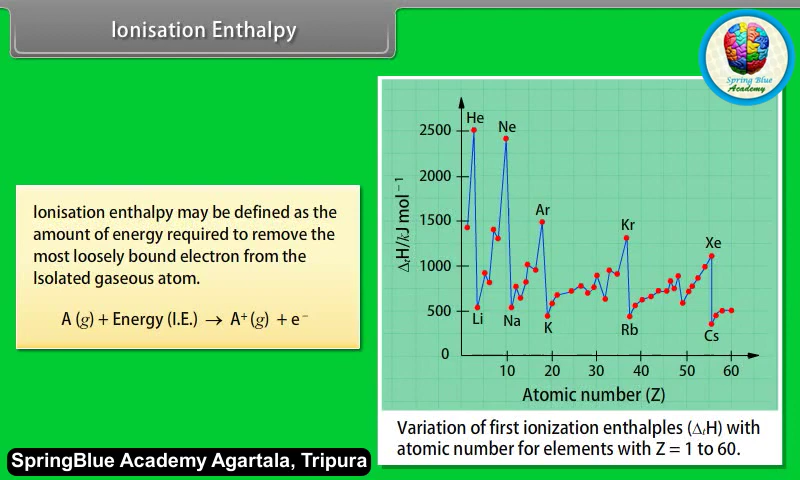 Ionisation Enthalpy
Spring Blue
Academy
Ionisation enthalpy may be defined as the
amount of energy required to remove the
most loosely bound electron from the
Isolated gaseous atom.
A (g) + Energy (I.E.) → A⁺ (g) + e⁻
ΔᵢH/kJ mol⁻¹
2500
2000
1500
1000
500
0
He
Ne
Ar
Kr
Xe
Li
Na
K
Rb
Cs
10 20 30 40 50 60
Atomic number (Z)
Variation of first ionization enthalples (ΔᵢH) with
atomic number for elements with Z = 1 to 60.
SpringBlue Academy Agartala, Tripura